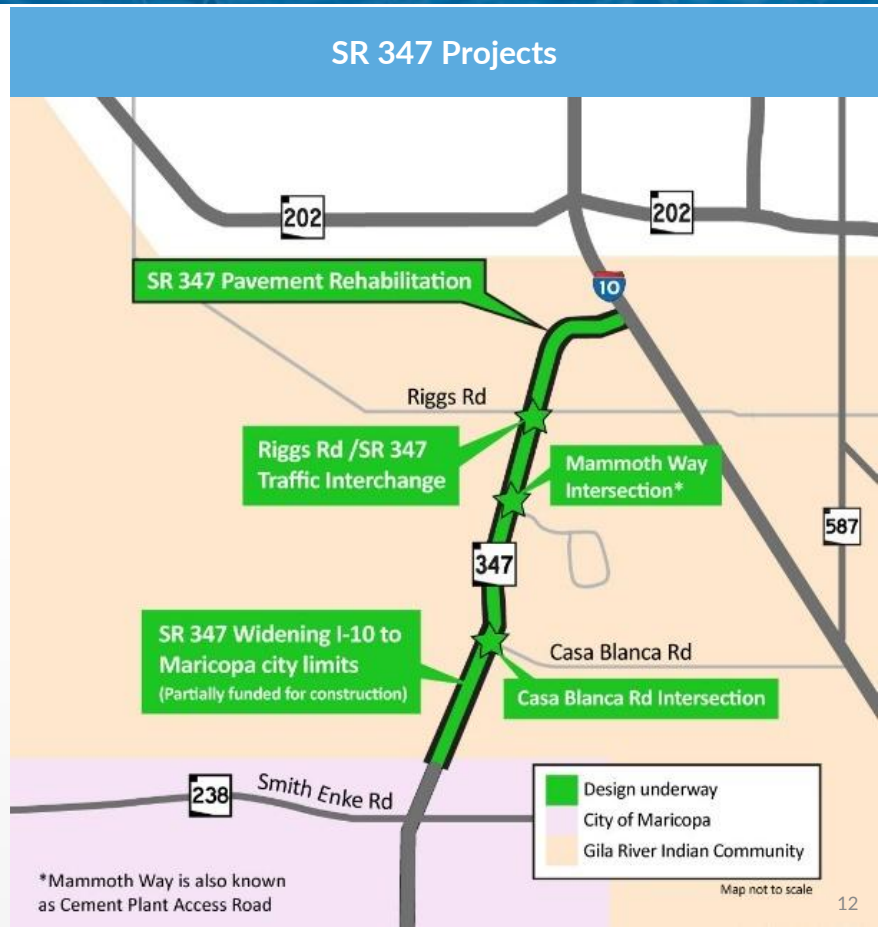 SR 347 Projects
202
202
SR 347 Pavement Rehabilitation
10
Riggs Rd
Riggs Rd /SR 347
Traffic Interchange
Mammoth Way
Intersection*
587
347
SR 347 Widening I-10 to
Maricopa city limits
(Partially funded for construction)
Casa Blanca Rd
Casa Blanca Rd Intersection
238
Smith Enke Rd
Design underway
City of Maricopa
Gila River Indian Community
*Mammoth Way is also known
as Cement Plant Access Road
Map not to scale
12